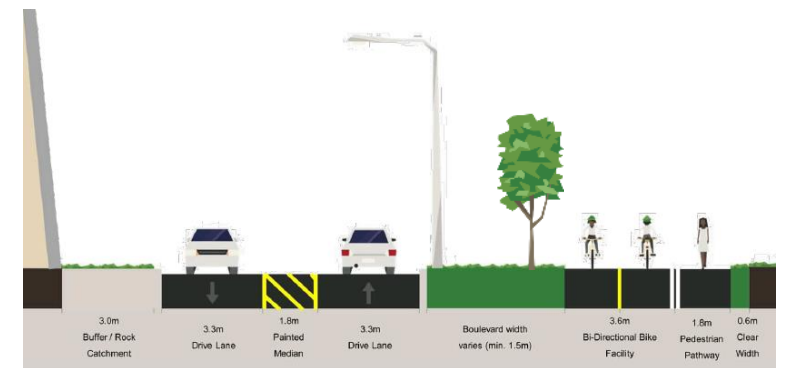 3.0m
Buffer / Rock
Catchment
3.3m
Drive Lane
1.8m
Painted
Median
3.3m
Drive Lane
Boulevard width
varies (min. 1.5m)
3.6m
Bi-Directional Bike
Facility
1.8m
Pedestrian
Pathway
0.6m
Clear
Width